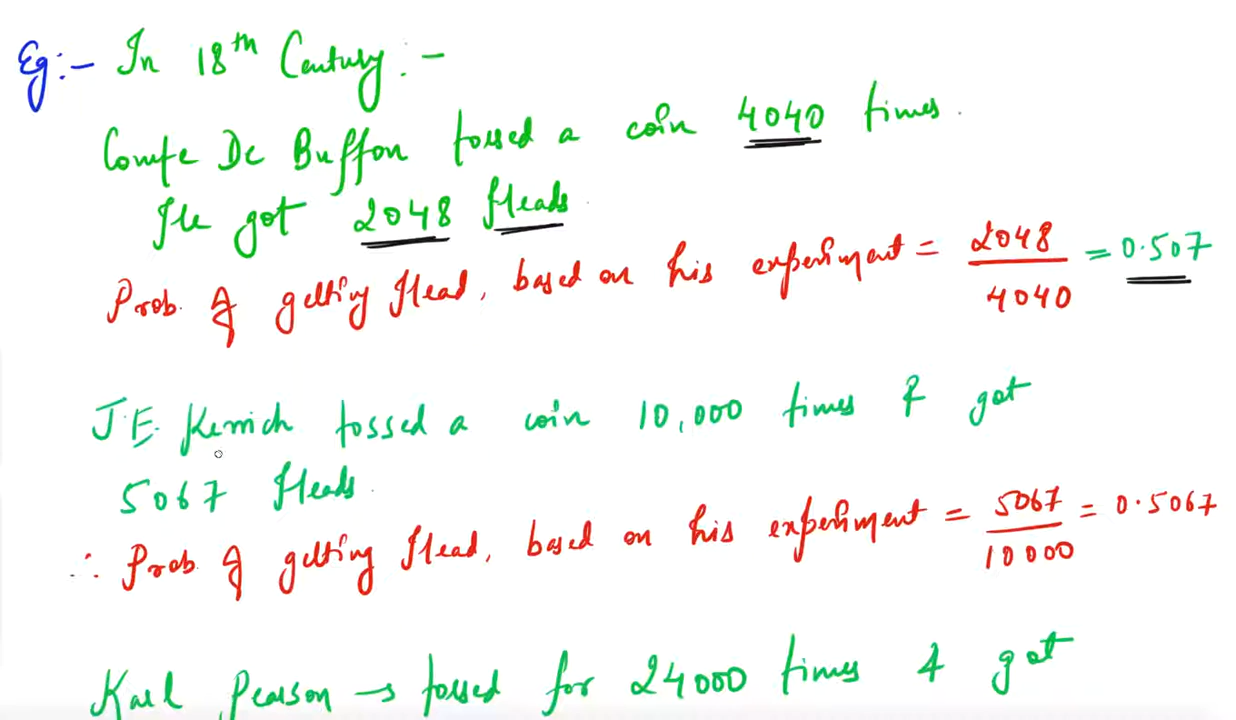 Eg:- In 18th Century:-
Comte De Buffon tossed a coin 4040 times.
He got 2048 Heads.
Prob. of getting Head, based on his experiment = 2048/4040 = 0.507
J.E. Kerrich tossed a coin 10,000 times & got
5067 Heads.
∴ Prob. of getting Head, based on his experiment = 5067/10000 = 0.5067
Karl Pearson → tossed for 24000 times & got